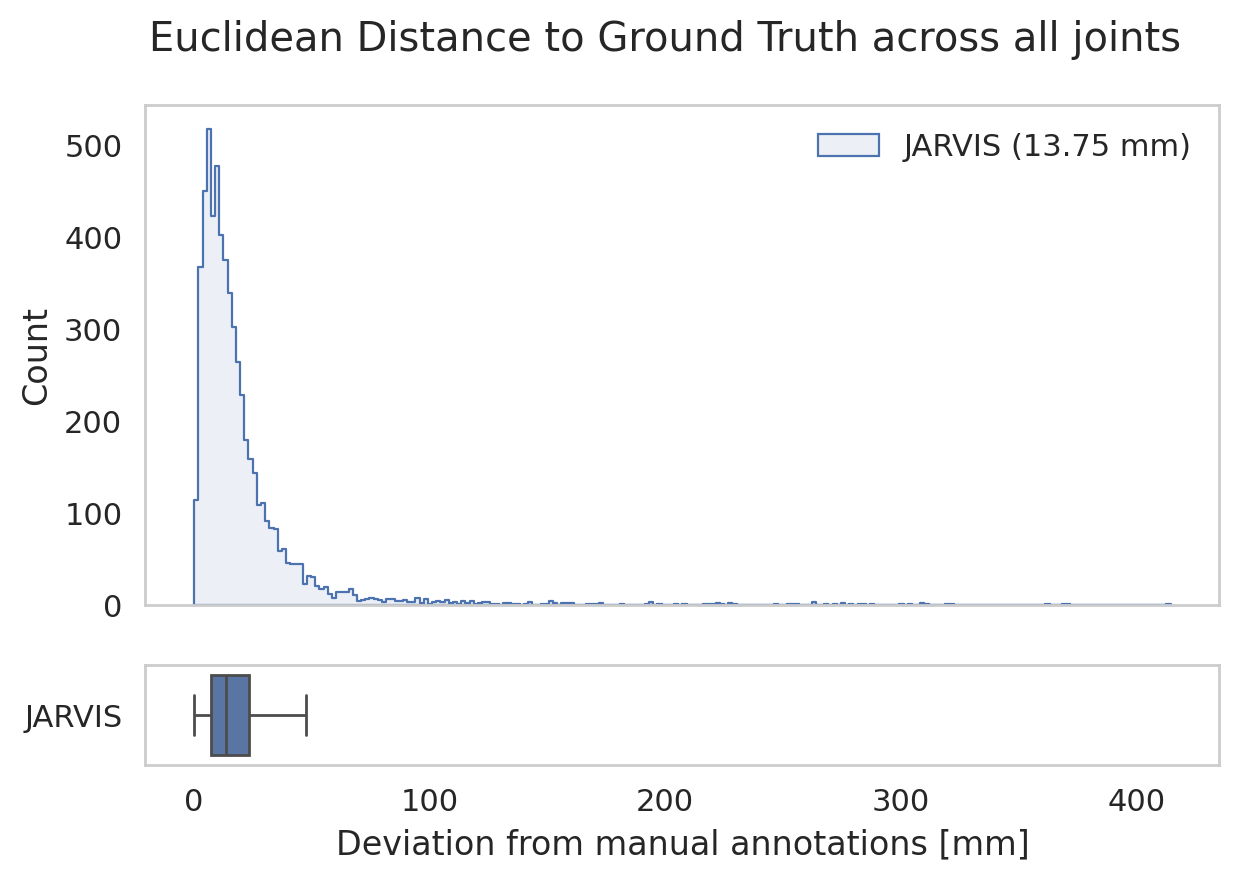 Euclidean Distance to Ground Truth across all joints
JARVIS (13.75 mm)
500
400
300
200
100
0
Count
JARVIS
0 100 200 300 400
Deviation from manual annotations [mm]